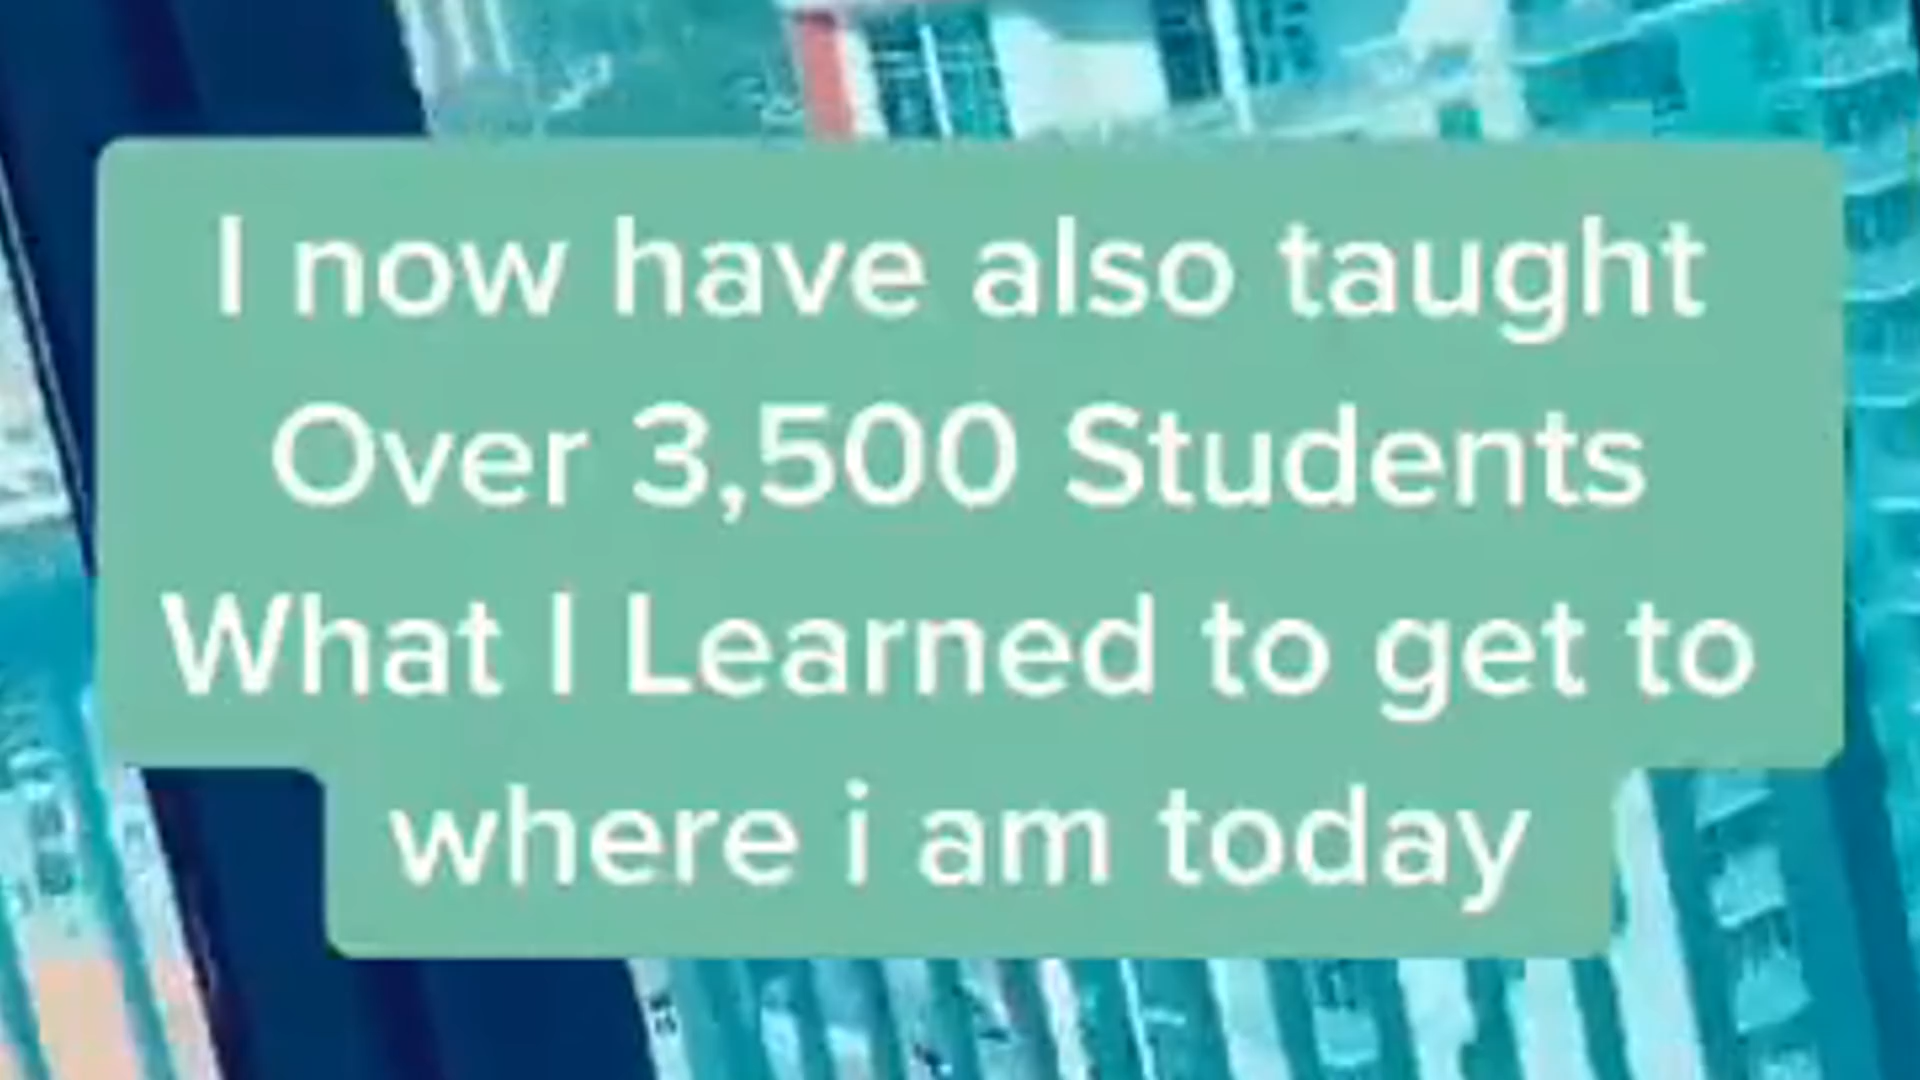 I now have also taught
Over 3,500 Students
What I Learned to get to
where i am today